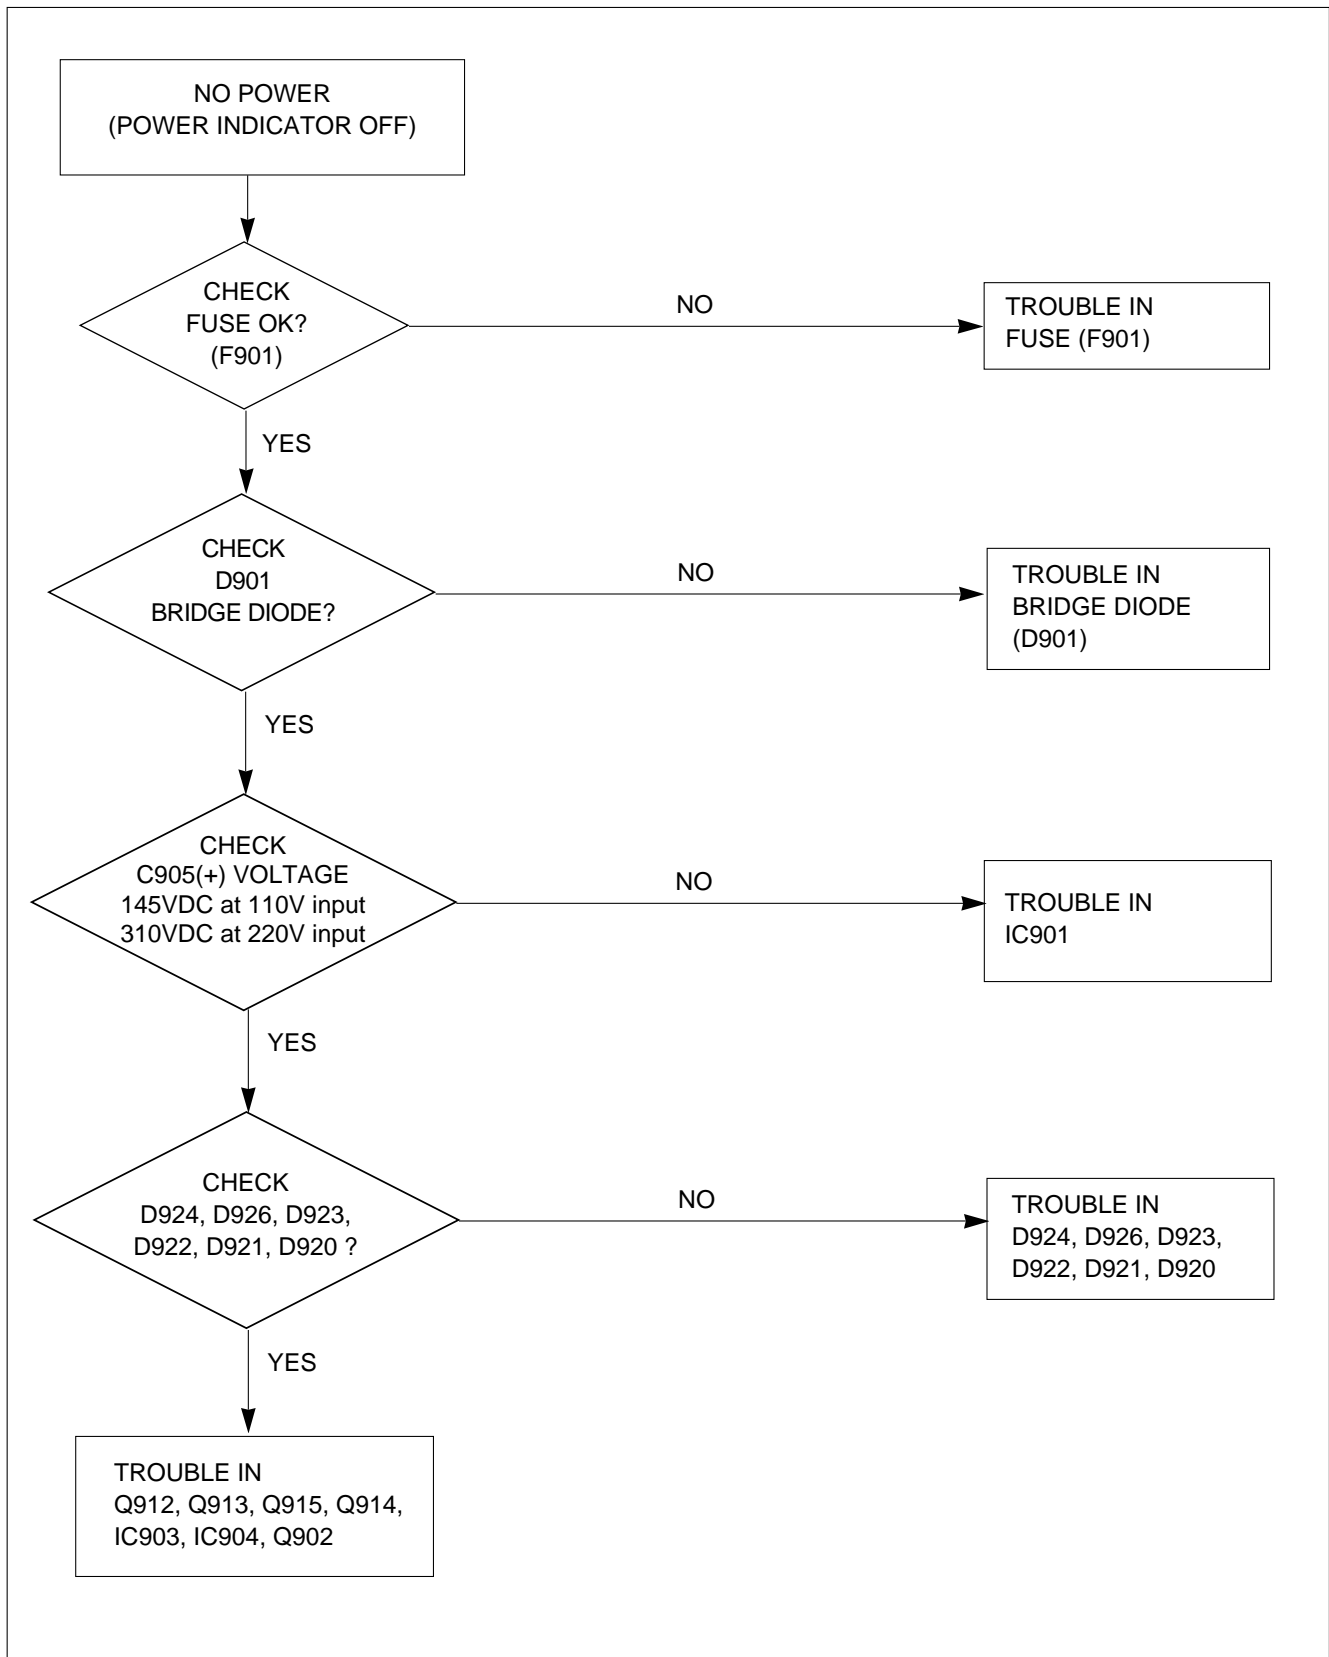 NO POWER
(POWER INDICATOR OFF)
CHECK
FUSE OK?
(F901)
NO
TROUBLE IN
FUSE (F901)
YES
CHECK
D901
BRIDGE DIODE?
NO
TROUBLE IN
BRIDGE DIODE
(D901)
YES
CHECK
C905(+) VOLTAGE
145VDC at 110V input
310VDC at 220V input
NO
TROUBLE IN
IC901
YES
CHECK
D924, D926, D923,
D922, D921, D920 ?
NO
TROUBLE IN
D924, D926, D923,
D922, D921, D920
YES
TROUBLE IN
Q912, Q913, Q915, Q914,
IC903, IC904, Q902